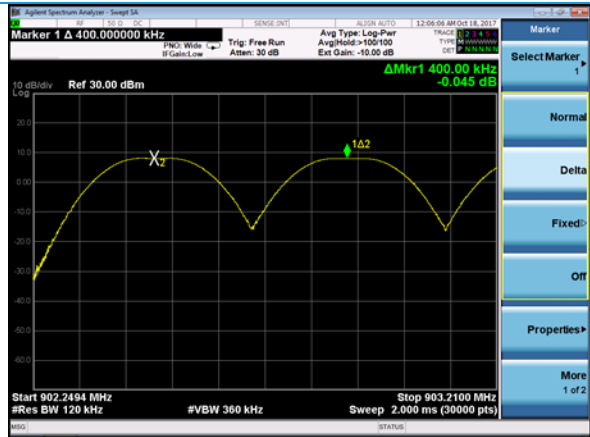 Agilent Spectrum Analyzer - Swept SA
RF 50 Ω DC SENSE:INT ALIGN AUTO 12:06:06 AM Oct 18, 2017
Marker 1 Δ 400.000000 kHz
PNO: Wide
IFGain:Low
Trig: Free Run
Atten: 30 dB
Avg Type: Log-Pwr
Avg|Hold:>100/100
Ext Gain: -10.00 dB
TRACE 1 2 3 4 5 6
TYPE M WWWWW
DET P N N N N N
ΔMkr1 400.00 kHz
-0.045 dB
10 dB/div Ref 30.00 dBm
Log
20.0
10.0
0.00
-10.0
-20.0
-30.0
-40.0
-50.0
-60.0
X2
1Δ2
Start 902.2494 MHz
Stop 903.2100 MHz
#Res BW 120 kHz
#VBW 360 kHz
Sweep 2.000 ms (30000 pts)
MSG
STATUS
Marker
Select Marker
1
Normal
Delta
Fixed
Off
Properties
More
1 of 2